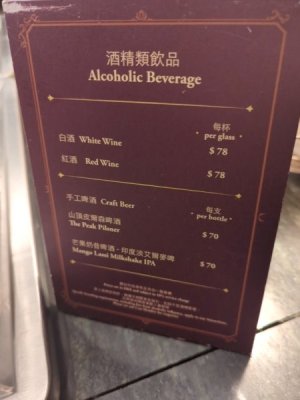 酒精類飲品
Alcoholic Beverage
每杯
per glass
白酒 White Wine
$ 78
紅酒 Red Wine
$ 78
手工啤酒 Craft Beer
每支
per bottle
山頂皮爾森啤酒
The Peak Pilsner
$ 70
芒果奶昔啤酒 - 印度淡艾爾麥啤
Mango Lassi Milkshake IPA
$ 70